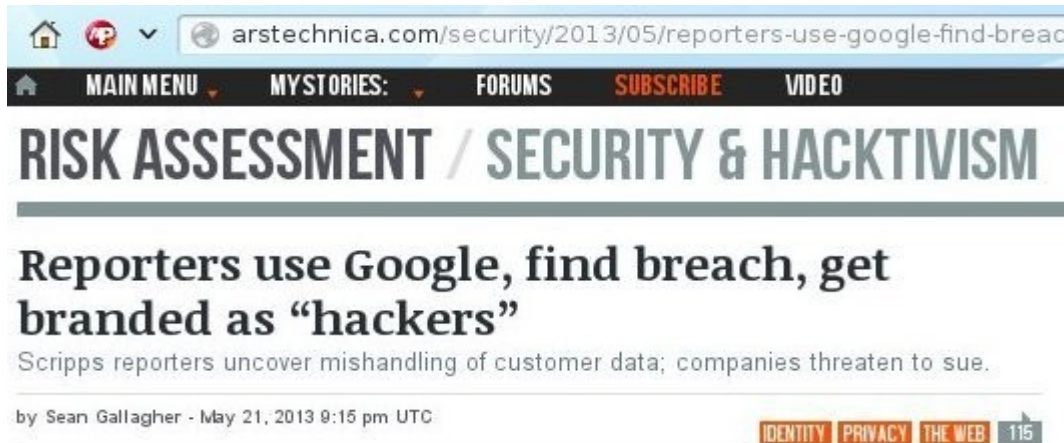 arstechnica.com/security/2013/05/reporters-use-google-find-breac
MAIN MENU MY STORIES: FORUMS SUBSCRIBE VIDEO
RISK ASSESSMENT / SECURITY & HACKTIVISM
Reporters use Google, find breach, get
branded as “hackers”
Scripps reporters uncover mishandling of customer data; companies threaten to sue.
by Sean Gallagher - May 21, 2013 9:15 pm UTC
IDENTITY PRIVACY THE WEB 115